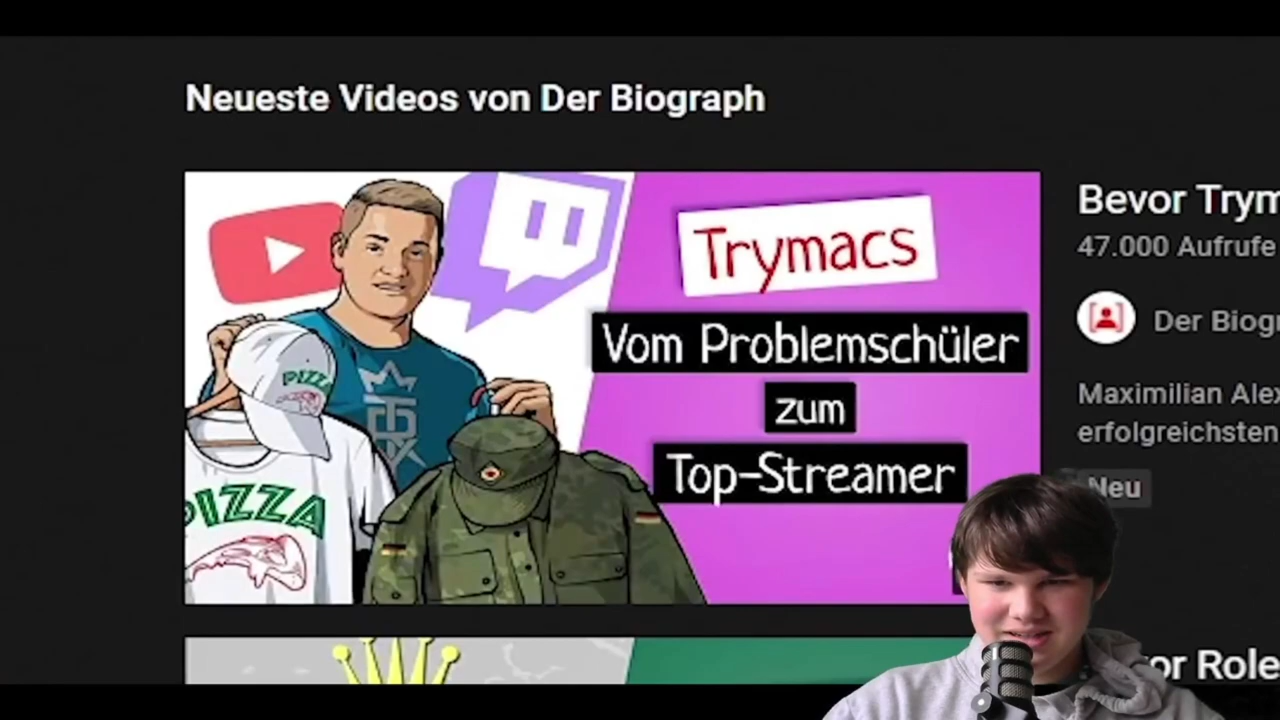 Neueste Videos von Der Biograph
Trymacs
Vom Problemschüler
zum
Top-Streamer
PIZZA
PIZZA
Bevor Trym
47.000 Aufrufe
Der Biog
Maximilian Alex
erfolgreichsten
Neu
or Role